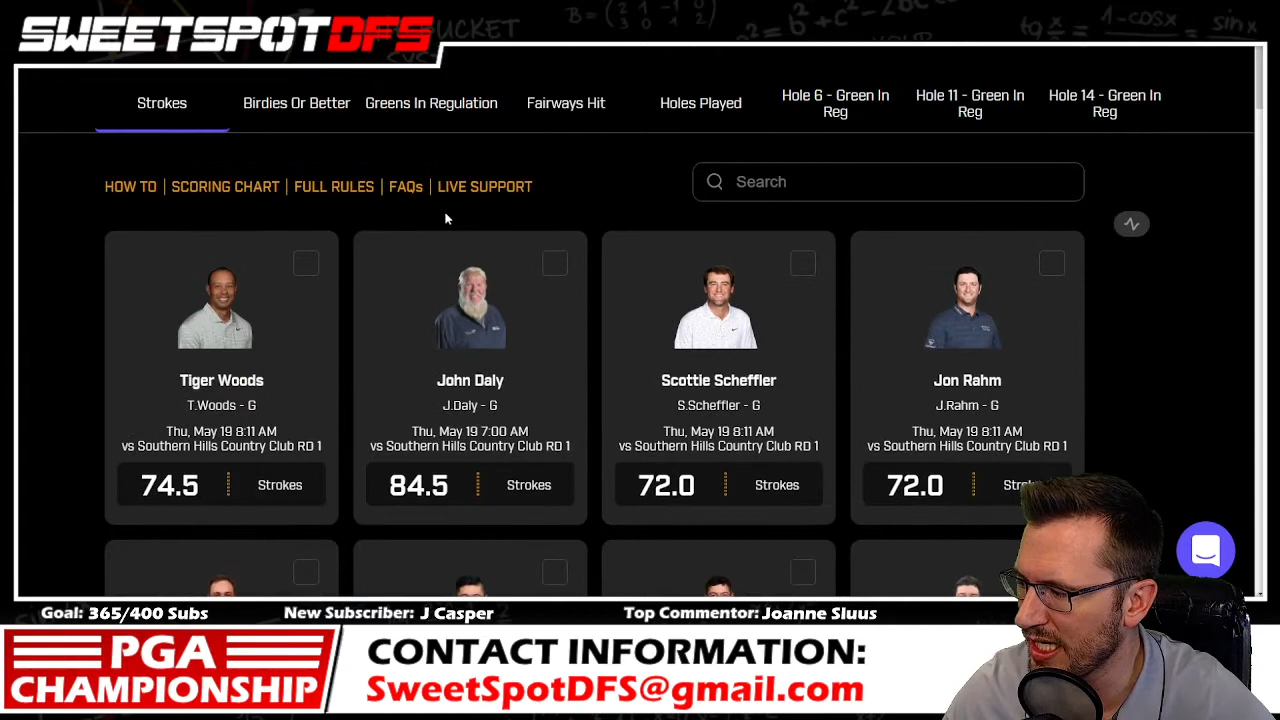 SWEETSPOTDFS
BUCKET
Strokes
Birdies Or Better
Greens In Regulation
Fairways Hit
Holes Played
Hole 6 - Green In
Reg
Hole 11 - Green In
Reg
Hole 14 - Green In
Reg
HOW TO | SCORING CHART | FULL RULES | FAQs | LIVE SUPPORT
Search
Tiger Woods
T.Woods - G
Thu, May 19 8:11 AM
vs Southern Hills Country Club RD 1
74.5 Strokes
John Daly
J.Daly - G
Thu, May 19 7:00 AM
vs Southern Hills Country Club RD 1
84.5 Strokes
Scottie Scheffler
S.Scheffler - G
Thu, May 19 8:11 AM
vs Southern Hills Country Club RD 1
72.0 Strokes
Jon Rahm
J.Rahm - G
Thu, May 19 8:11 AM
vs Southern Hills Country Club RD 1
72.0
Goal: 365/400 Subs
New Subscriber: J Casper
Top Commentor: Joanne Sluus
PGA
CHAMPIONSHIP
CONTACT INFORMATION:
SweetSpotDFS@gmail.com